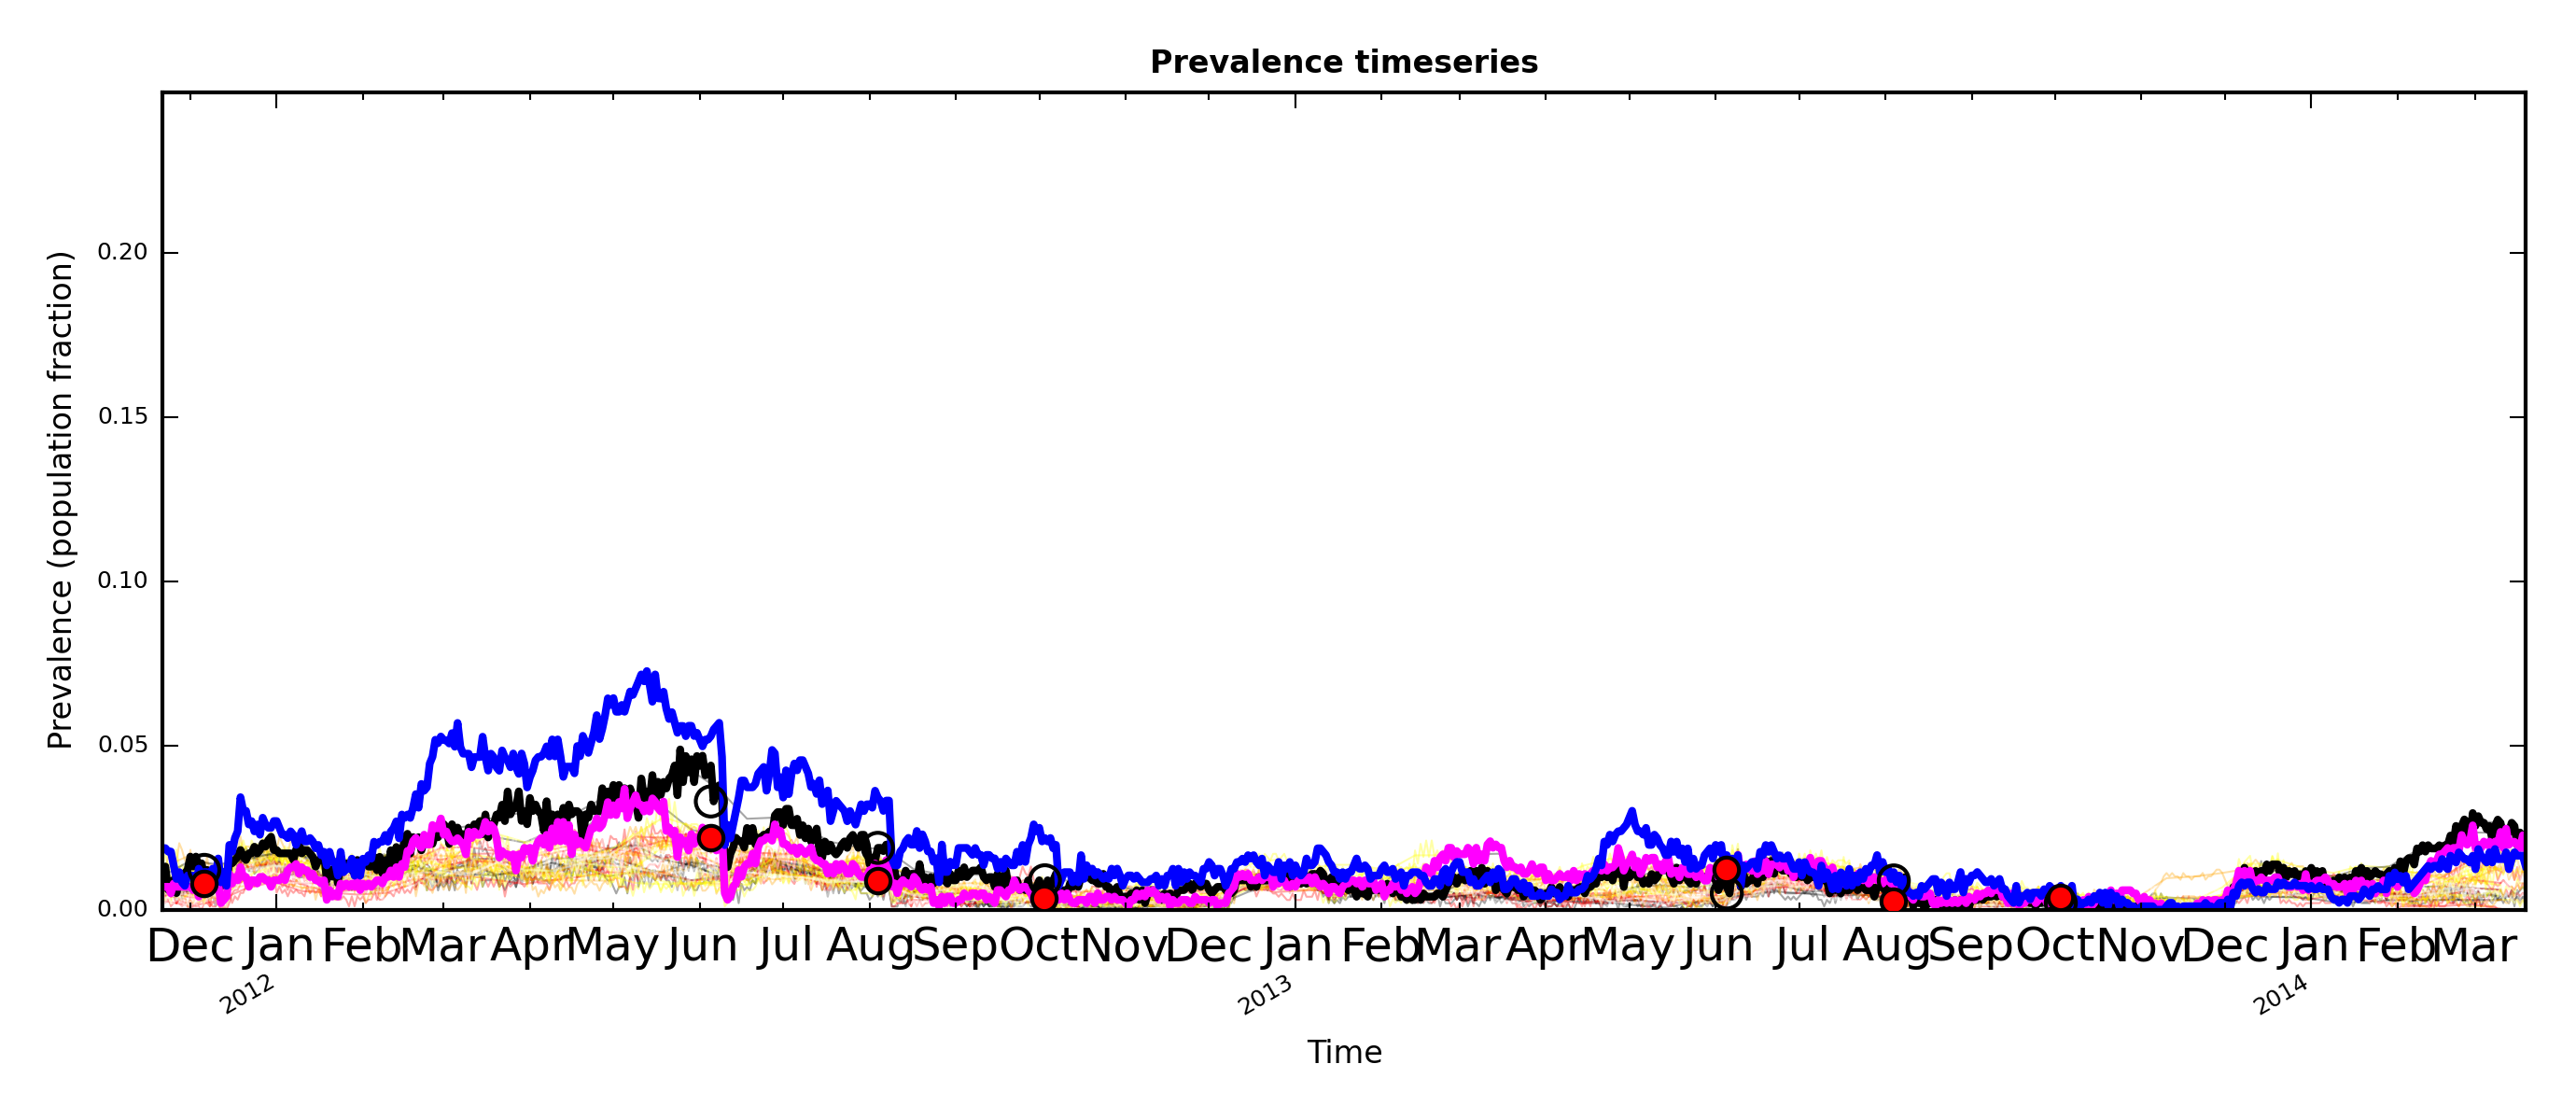 Prevalence timeseries
Prevalence (population fraction)
0.20
0.15
0.10
0.05
0.00
Dec Jan Feb Mar Apr May Jun Jul Aug Sep Oct Nov Dec Jan Feb Mar Apr May Jun Jul Aug Sep Oct Nov Dec Jan Feb Mar
2012 2013 2014
Time